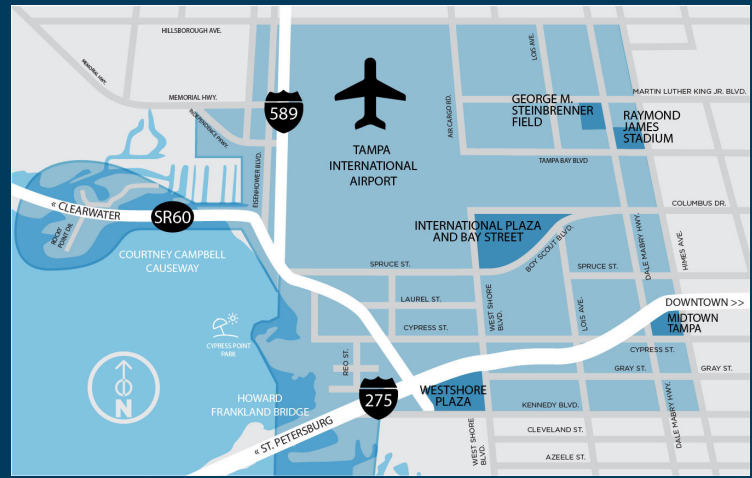 HILLSBOROUGH AVE.
MEMORIAL HWY.
MEMORIAL HWY.
INDEPENDENCE PKWY.
589
EISENHOWER BLVD.
TAMPA
INTERNATIONAL
AIRPORT
AIR CARGO RD.
LOIS AVE.
GEORGE M.
STEINBRENNER
FIELD
MARTIN LUTHER KING JR. BLVD.
RAYMOND
JAMES
STADIUM
TAMPA BAY BLVD
« CLEARWATER
SR60
ROCKY
POINT DR.
COURTNEY CAMPBELL
CAUSEWAY
INTERNATIONAL PLAZA
AND BAY STREET
BOY SCOUT BLVD.
COLUMBUS DR.
DALE MABRY HWY.
HIMES AVE.
SPRUCE ST.
SPRUCE ST.
LAUREL ST.
CYPRESS ST.
WEST SHORE
BLVD.
LOIS AVE.
DOWNTOWN >>
MIDTOWN
TAMPA
CYPRESS POINT
PARK
REO ST.
CYPRESS ST.
GRAY ST.
GRAY ST.
N
HOWARD
FRANKLAND BRIDGE
275
WESTSHORE
PLAZA
KENNEDY BLVD.
« ST. PETERSBURG
WEST SHORE
BLVD.
CLEVELAND ST.
AZEELE ST.
DALE MABRY HWY.